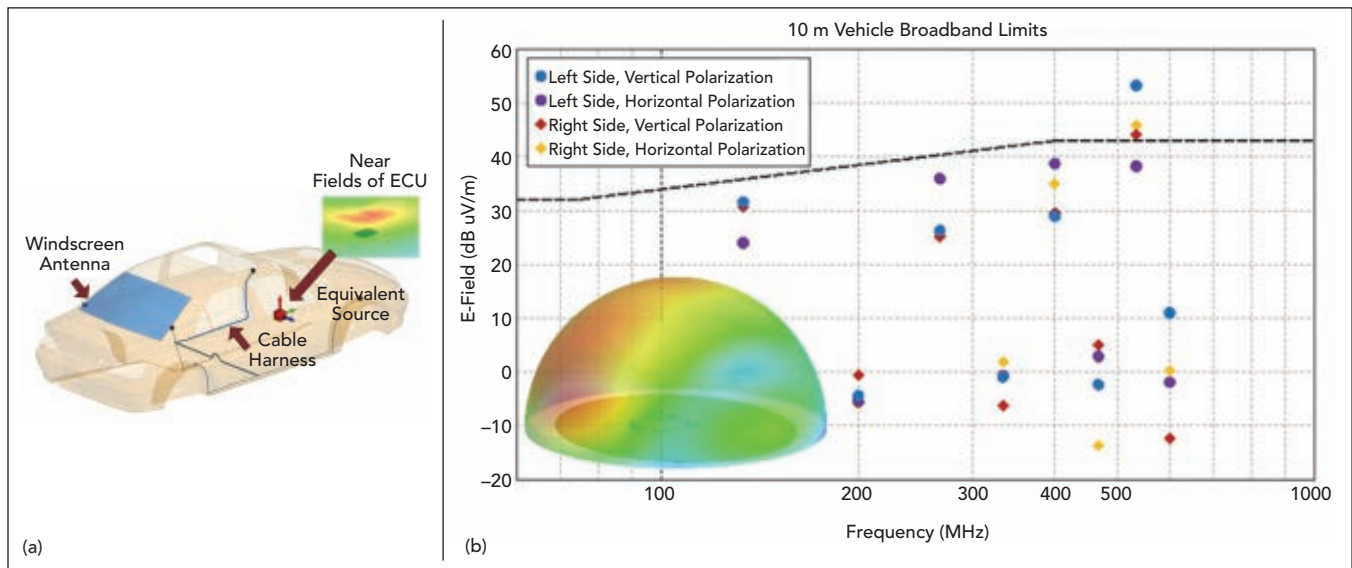 Near
Fields of ECU
Windscreen
Antenna
Equivalent
Source
Cable
Harness
(a)
10 m Vehicle Broadband Limits
Left Side, Vertical Polarization
Left Side, Horizontal Polarization
Right Side, Vertical Polarization
Right Side, Horizontal Polarization
E-Field (dB uV/m)
60
50
40
30
20
10
0
–10
–20
100
200
300
400
500
1000
Frequency (MHz)
(b)